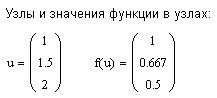 Узлы и значения функции в узлах:
1 1
u = 1.5 f(u) = 0.667
2 0.5